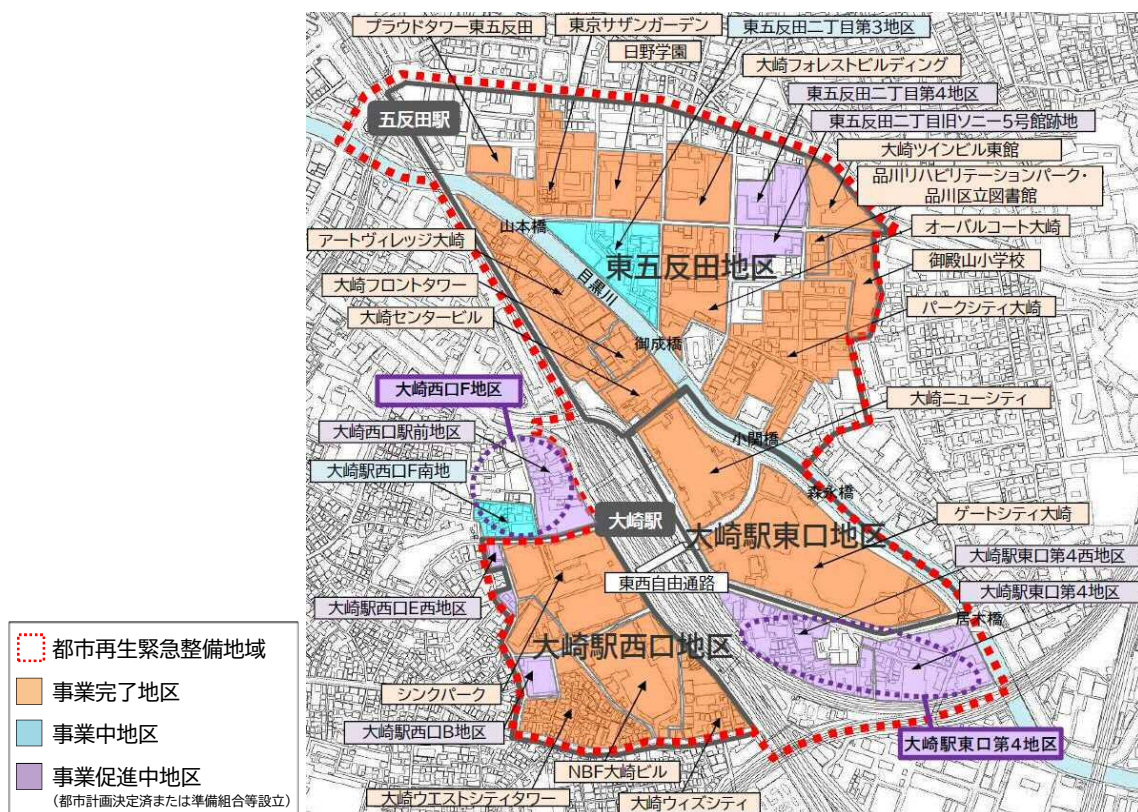 プラウドタワー東五反田
東京サザンガーデン
東五反田二丁目第3地区
日野学園
大崎フォレストビルディング
東五反田二丁目第4地区
五反田駅
東五反田二丁目旧ソニー5号館跡地
大崎ツインビル東館
品川リハビリテーションパーク・
品川区立図書館
山本橋
オーバルコート大崎
アートヴィレッジ大崎
東五反田地区
御殿山小学校
目黒川
大崎フロントタワー
パークシティ大崎
大崎センタービル
御成橋
大崎西口F地区
大崎ニューシティ
大崎西口駅前地区
小関橋
大崎駅西口F南地
森永橋
大崎駅
ゲートシティ大崎
大崎駅東口地区
大崎駅東口第4西地区
東西自由通路
大崎駅東口第4地区
大崎駅西口E西地区
居木橋
大崎駅西口地区
シンクパーク
大崎駅西口B地区
大崎駅東口第4地区
NBF大崎ビル
大崎ウエストシティタワー
大崎ウィズシティ
都市再生緊急整備地域
事業完了地区
事業中地区
事業促進中地区
(都市計画決定済または準備組合等設立)